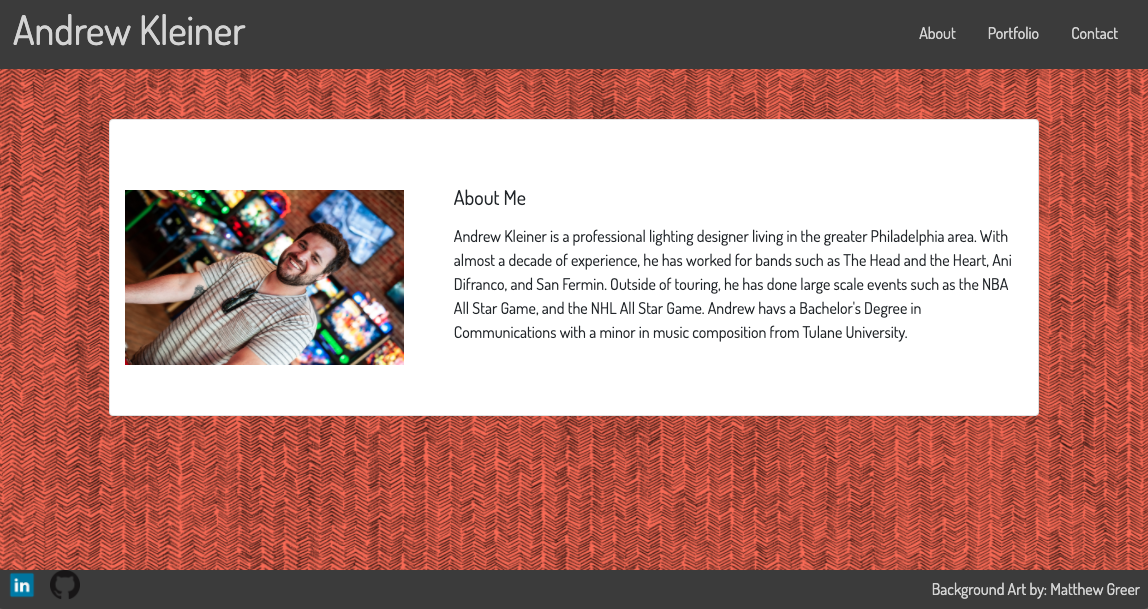 Andrew Kleiner
About Portfolio Contact
About Me
Andrew Kleiner is a professional lighting designer living in the greater Philadelphia area. With
almost a decade of experience, he has worked for bands such as The Head and the Heart, Ani
Difranco, and San Fermin. Outside of touring, he has done large scale events such as the NBA
All Star Game, and the NHL All Star Game. Andrew havs a Bachelor's Degree in
Communications with a minor in music composition from Tulane University.
in
Background Art by: Matthew Greer